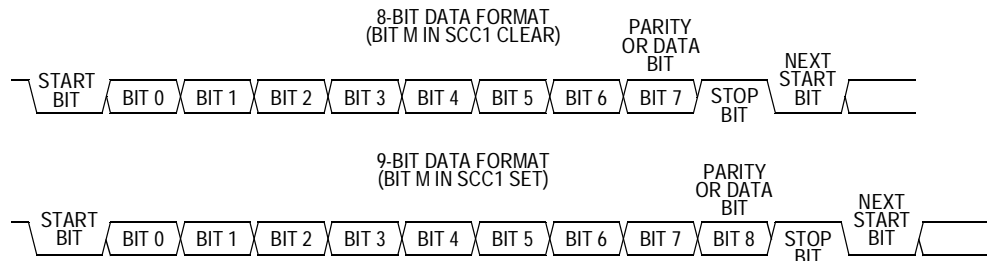 8-BIT DATA FORMAT
(BIT M IN SCC1 CLEAR)
PARITY
OR DATA
BIT
NEXT
START
BIT
START
BIT
BIT 0
BIT 1
BIT 2
BIT 3
BIT 4
BIT 5
BIT 6
BIT 7
STOP
BIT
9-BIT DATA FORMAT
(BIT M IN SCC1 SET)
PARITY
OR DATA
BIT
NEXT
START
BIT
START
BIT
BIT 0
BIT 1
BIT 2
BIT 3
BIT 4
BIT 5
BIT 6
BIT 7
BIT 8
STOP
BIT